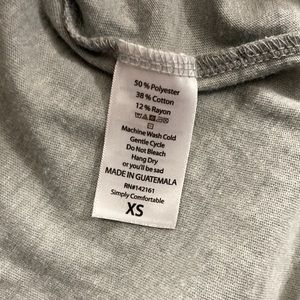 50% Polyester
38% Cotton
12% Rayon
Machine Wash Cold
Gentle Cycle
Do Not Bleach
Hang Dry
or you'll be sad
MADE IN GUATEMALA
RN#142161
Simply Comfortable
XS